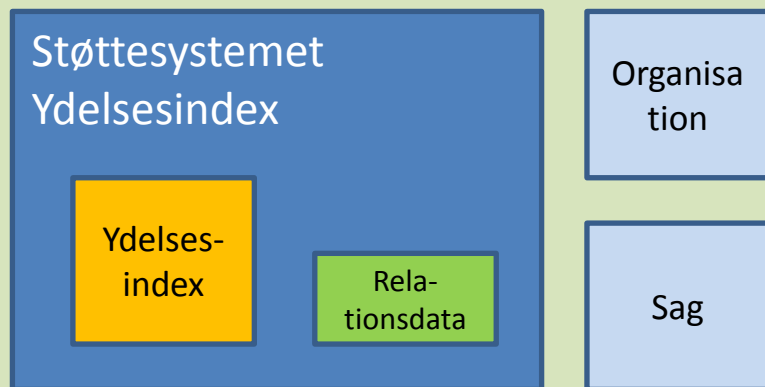 Støttesystemet
Ydelsesindex
Ydelses-
index
Rela-
tionsdata
Organisa
tion
Sag